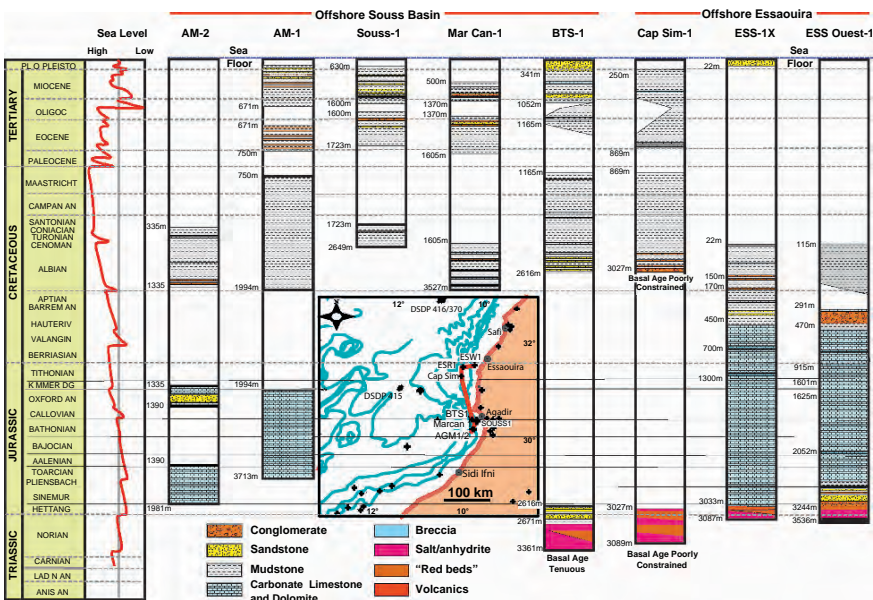 Offshore Souss Basin
Offshore Essaouira
Sea Level
High Low
AM-2
Sea
Floor
AM-1
Souss-1
Mar Can-1
BTS-1
Cap Sim-1
ESS-1X
ESS Ouest-1
Sea
Floor
TERTIARY
PL.Q PLEISTO
MIOCENE
OLIGOC
EOCENE
PALEOCENE
CRETACEOUS
MAASTRICHT
CAMPAN AN
SANTONIAN
CONIACIAN
TURONIAN
CENOMAN
ALBIAN
APTIAN
BARREM AN
HAUTERIV
VALANGIN
BERRIASIAN
JURASSIC
TITHONIAN
K MMER DG
OXFORD AN
CALLOVIAN
BATHONIAN
BAJOCIAN
AALENIAN
TOARCIAN
PLIENSBACH
SINEMUR
HETTANG
TRIASSIC
NORIAN
CARNIAN
LAD N AN
ANIS AN
335m
1335
1335
1390
1390
1981m
671m
671m
750m
750m
1994m
1994m
3713m
630m
1600m
1600m
1723m
1723m
2649m
500m
1370m
1370m
1605m
1605m
3527m
341m
1052m
1165m
1165m
2616m
2616m
2671m
3361m
Basal Age
Tenuous
250m
869m
869m
3027m
Basal Age Poorly
Constrained
3027m
3089m
Basal Age Poorly
Constrained
22m
22m
150m
170m
450m
700m
1300m
3033m
3087m
115m
291m
470m
915m
1601m
1625m
2052m
3244m
3536m
12° 10°
DSDP 416/370
Safi
32°
ESW1
ESR1
Essaouira
Cap Sim
DSDP 415
BTS1
Agadir
Marcan
SOUSS1
AGM1/2
30°
Sidi Ifni
100 km
12° 10°
Conglomerate
Sandstone
Mudstone
Carbonate Limestone
and Dolomite
Breccia
Salt/anhydrite
“Red beds”
Volcanics